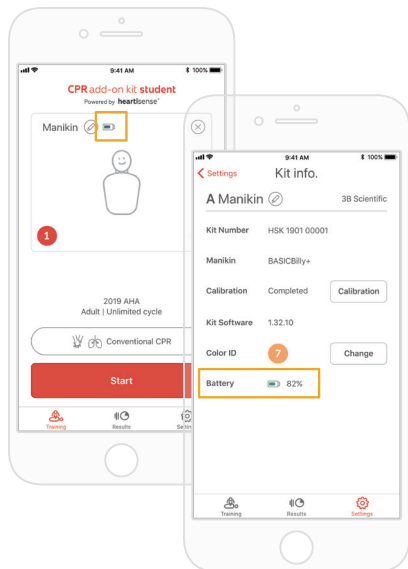 9:41 AM
100%
CPR add-on kit student
Powered by heartisense
Manikin
1
2019 AHA
Adult | Unlimited cycle
Conventional CPR
Start
Training
Results
9:41 AM
100%
Settings
Kit info.
A Manikin
3B Scientific
Kit Number
HSK 1901 00001
Manikin
BASICBilly+
Calibration
Completed
Calibration
Kit Software
1.32.10
Color ID
7
Change
Battery
82%
Training
Results
Settings